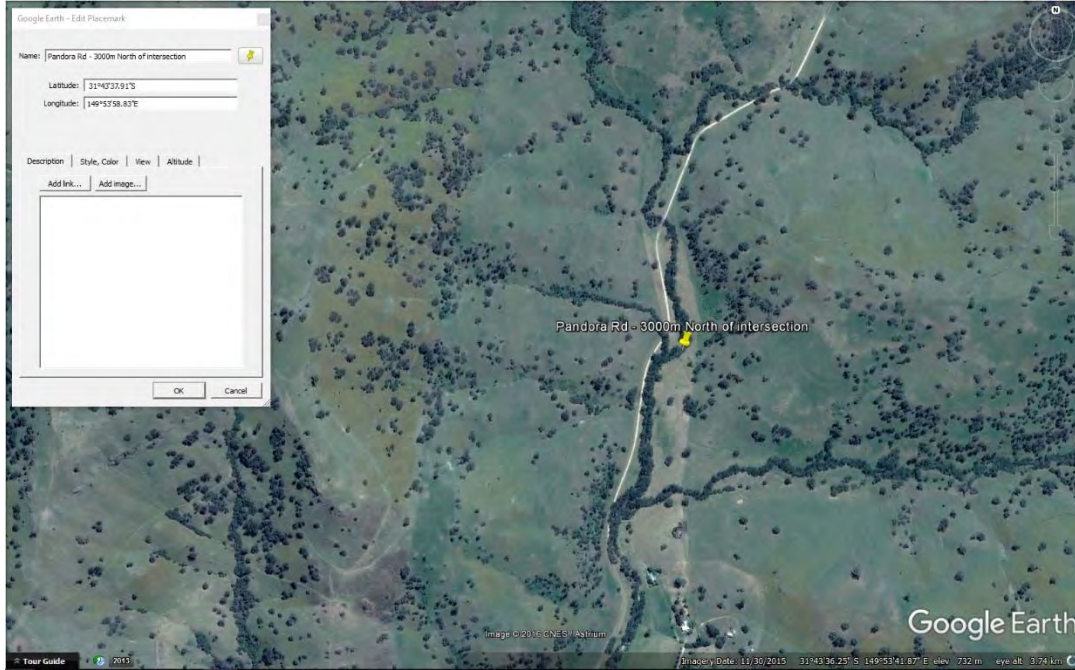 Google Earth - Edit Placemark
Name: Pandora Rd - 3000m North of intersection
Latitude: 31°43'37.91"S
Longitude: 149°53'58.83"E
Description Style, Color View Altitude
Add link... Add image...
OK Cancel
N
Pandora Rd - 3000m North of intersection
Image © 2016 CNES / Astrium
Google Earth
Tour Guide 2013 Imagery Date: 11/30/2015 31°43'36.25" S 149°53'41.87" E elev 732 m eye alt 3.74 km